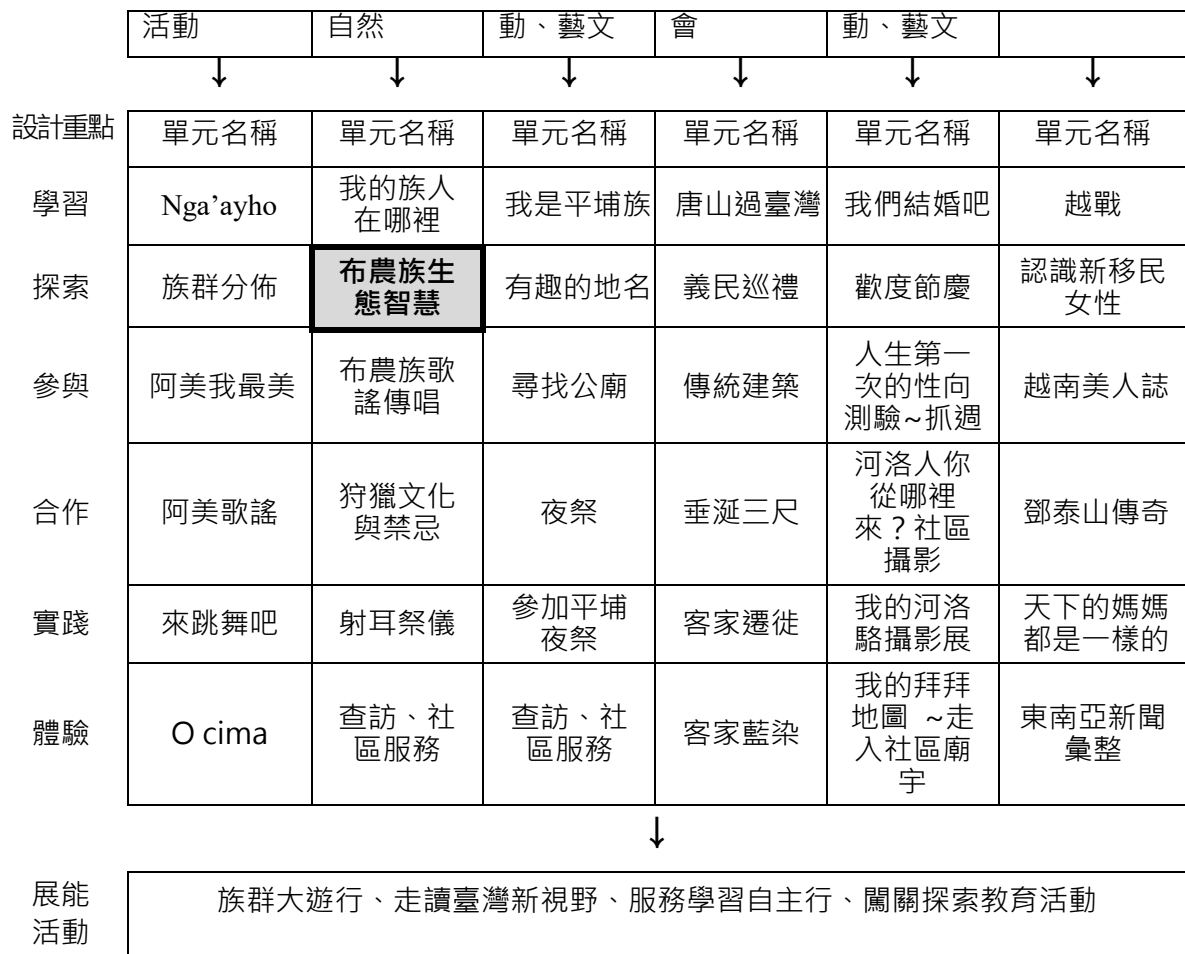 活動 自然 動、藝文 會 動、藝文
↓ ↓ ↓ ↓ ↓ ↓
設計重點 單元名稱 單元名稱 單元名稱 單元名稱 單元名稱 單元名稱
學習 Nga’ayho 我的族人在哪裡 我是平埔族 唐山過臺灣 我們結婚吧 越戰
探索 族群分佈 布農族生態智慧 有趣的地名 義民巡禮 歡度節慶 認識新移民女性
參與 阿美我最美 布農族歌謠傳唱 尋找公廟 傳統建築 人生第一次的性向測驗~抓週 越南美人誌
合作 阿美歌謠 狩獵文化與禁忌 夜祭 垂涎三尺 河洛人你從哪裡來？社區攝影 鄧泰山傳奇
實踐 來跳舞吧 射耳祭儀 參加平埔夜祭 客家遷徙 我的河洛駱攝影展 天下的媽媽都是一樣的
體驗 O cima 查訪、社區服務 查訪、社區服務 客家藍染 我的拜拜地圖 ~走入社區廟宇 東南亞新聞彙整
↓
展能活動 族群大遊行、走讀臺灣新視野、服務學習自主行、闖關探索教育活動